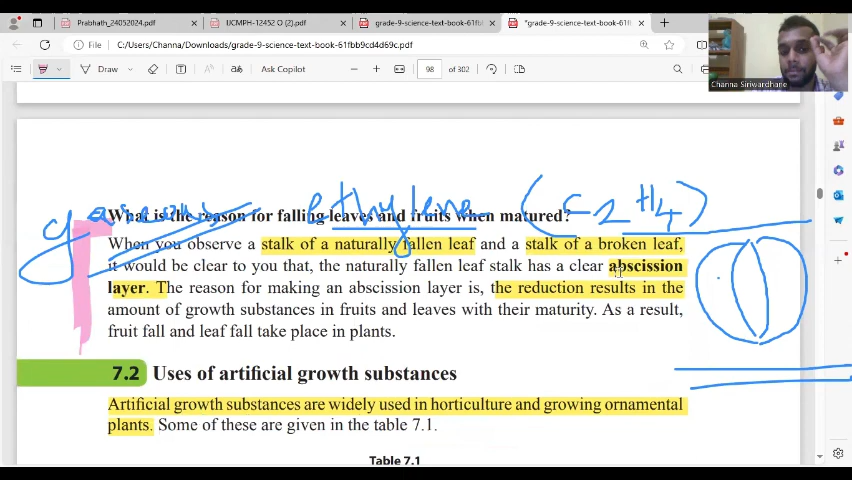 Prabhath_24052024.pdf
IJCMPH-12452 O (2).pdf
grade-9-science-text-book-61fbb
*grade-9-science-text-book-61f
File
C:/Users/Channa/Downloads/grade-9-science-text-book-61fbb9cd4d69c.pdf
Draw
Ask Copilot
98 of 302
Channa Siriwardhane
gaseous ethylene (C2H4)
What is the reason for falling leaves and fruits when matured?
When you observe a stalk of a naturally fallen leaf and a stalk of a broken leaf,
it would be clear to you that, the naturally fallen leaf stalk has a clear abscission
layer. The reason for making an abscission layer is, the reduction results in the
amount of growth substances in fruits and leaves with their maturity. As a result,
fruit fall and leaf fall take place in plants.
7.2 Uses of artificial growth substances
Artificial growth substances are widely used in horticulture and growing ornamental
plants. Some of these are given in the table 7.1.
Table 7.1